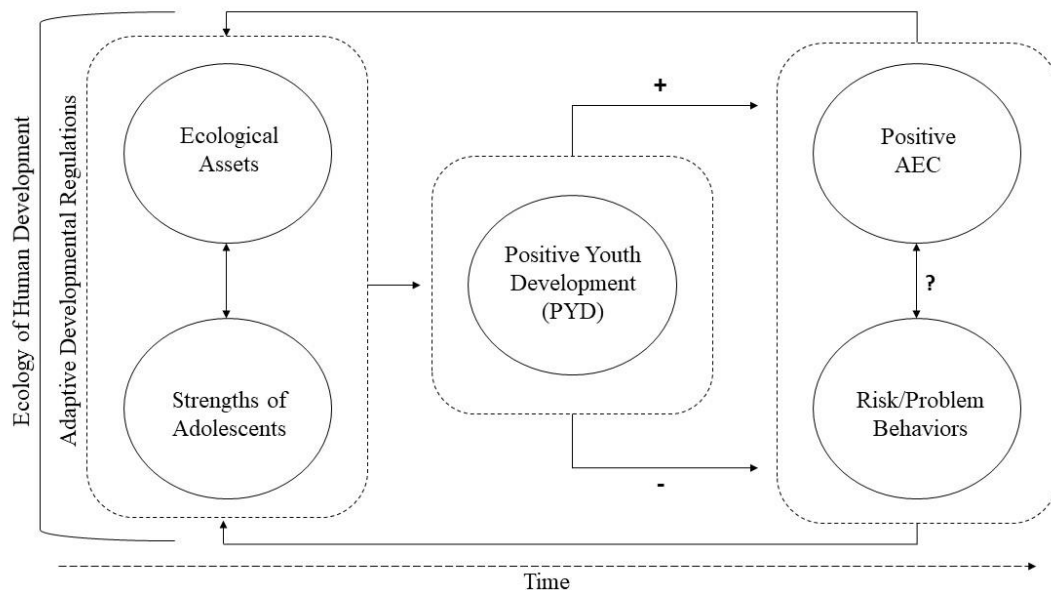 Ecology of Human Development
Adaptive Developmental Regulations
Ecological
Assets
Strengths of
Adolescents
Positive Youth
Development
(PYD)
+
-
Positive
AEC
?
Risk/Problem
Behaviors
Time